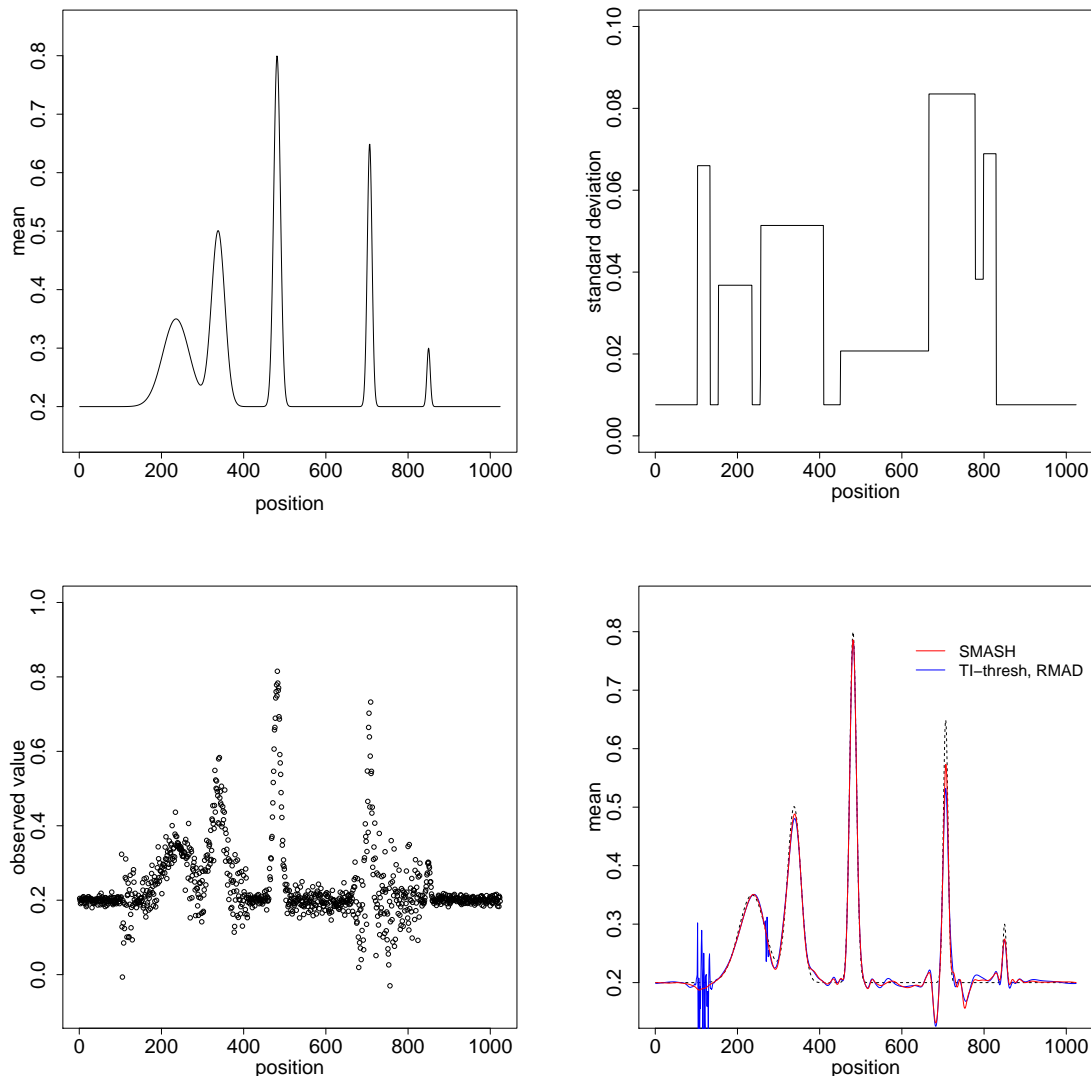 mean
0.2 0.3 0.4 0.5 0.6 0.7 0.8
0 200 400 600 800 1000
position
standard deviation
0.00 0.02 0.04 0.06 0.08 0.10
0 200 400 600 800 1000
position
observed value
0.0 0.2 0.4 0.6 0.8 1.0
0 200 400 600 800 1000
position
mean
0.2 0.3 0.4 0.5 0.6 0.7 0.8
SMASH
TI−thresh, RMAD
0 200 400 600 800 1000
position